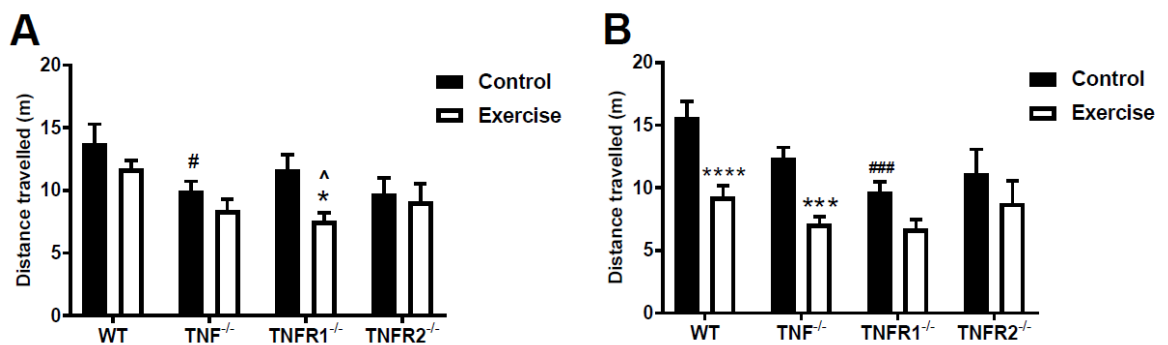 A
Distance travelled (m)
20
15
10
5
0
#
^
*
Control
Exercise
WT
TNF-/-
TNFR1-/-
TNFR2-/-
B
Distance travelled (m)
20
15
10
5
0
****
***
###
Control
Exercise
WT
TNF-/-
TNFR1-/-
TNFR2-/-